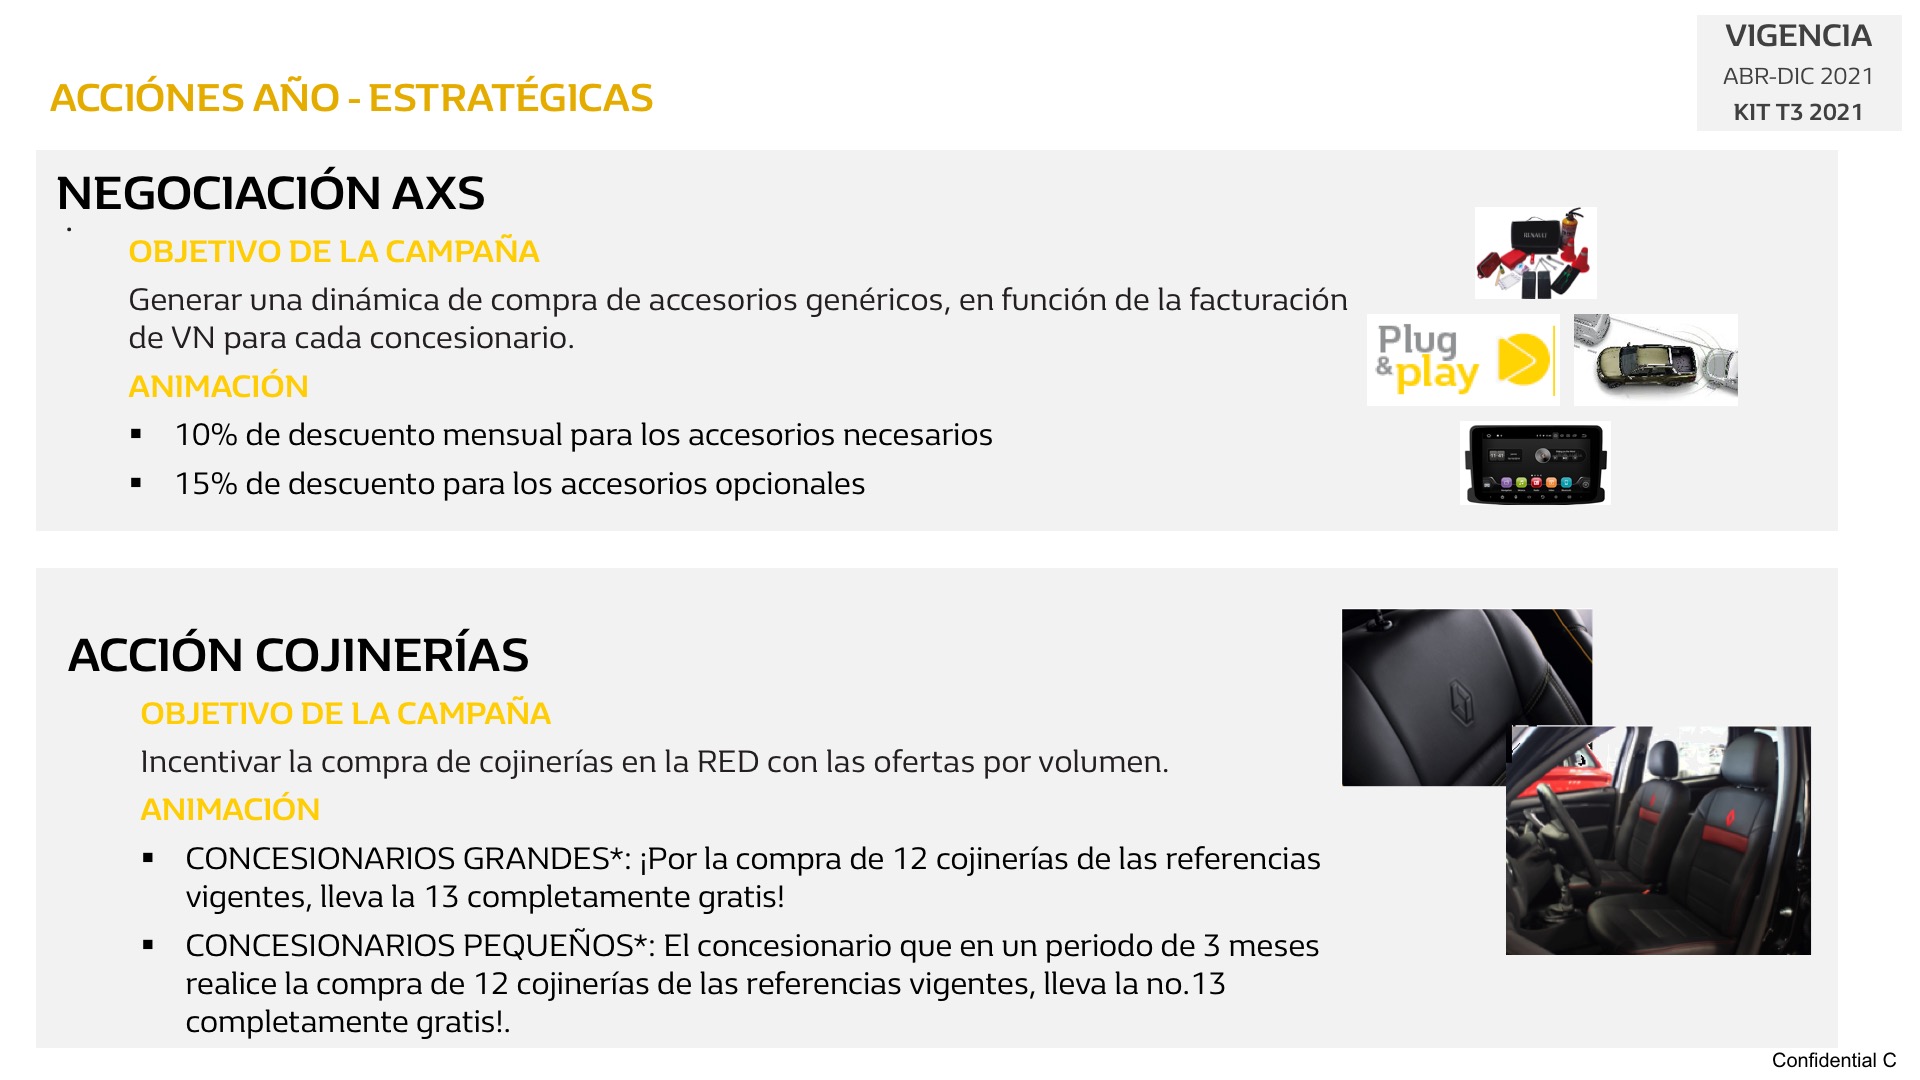 VIGENCIA
ABR-DIC 2021
KIT T3 2021
ACCIÓNES AÑO - ESTRATÉGICAS
NEGOCIACIÓN AXS
.
OBJETIVO DE LA CAMPAÑA
Generar una dinámica de compra de accesorios genéricos, en función de la facturación
de VN para cada concesionario.
ANIMACIÓN
▪ 10% de descuento mensual para los accesorios necesarios
▪ 15% de descuento para los accesorios opcionales
RENAULT
Plug
&play
ACCIÓN COJINERÍAS
OBJETIVO DE LA CAMPAÑA
Incentivar la compra de cojinerías en la RED con las ofertas por volumen.
ANIMACIÓN
▪ CONCESIONARIOS GRANDES*: ¡Por la compra de 12 cojinerías de las referencias
vigentes, lleva la 13 completamente gratis!
▪ CONCESIONARIOS PEQUEÑOS*: El concesionario que en un periodo de 3 meses
realice la compra de 12 cojinerías de las referencias vigentes, lleva la no.13
completamente gratis!.
Confidential C